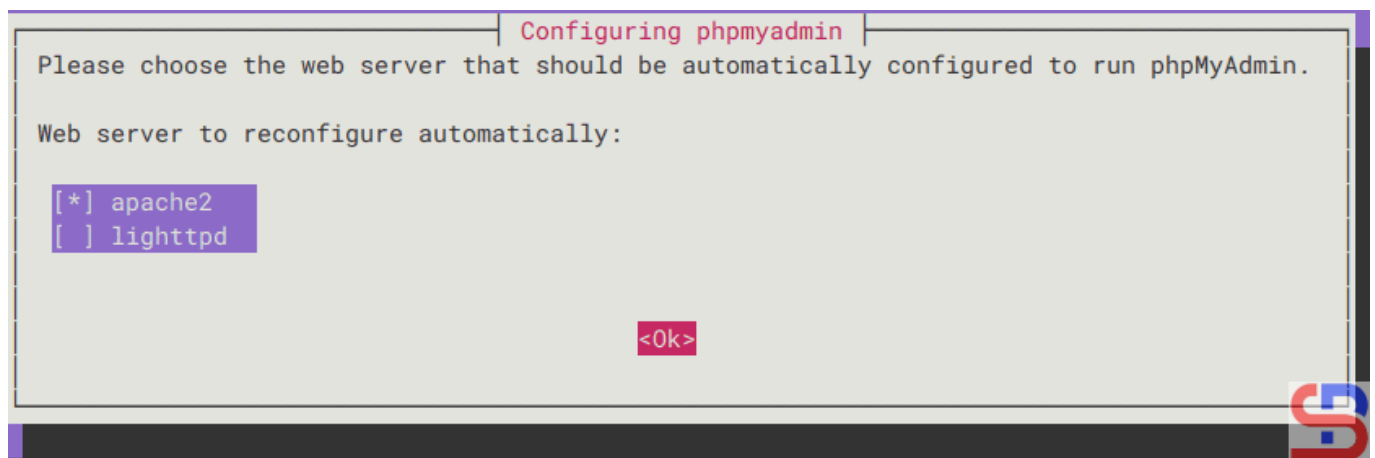 Configuring phpmyadmin
Please choose the web server that should be automatically configured to run phpMyAdmin.
Web server to reconfigure automatically:
[*] apache2
[ ] lighttpd
<Ok>